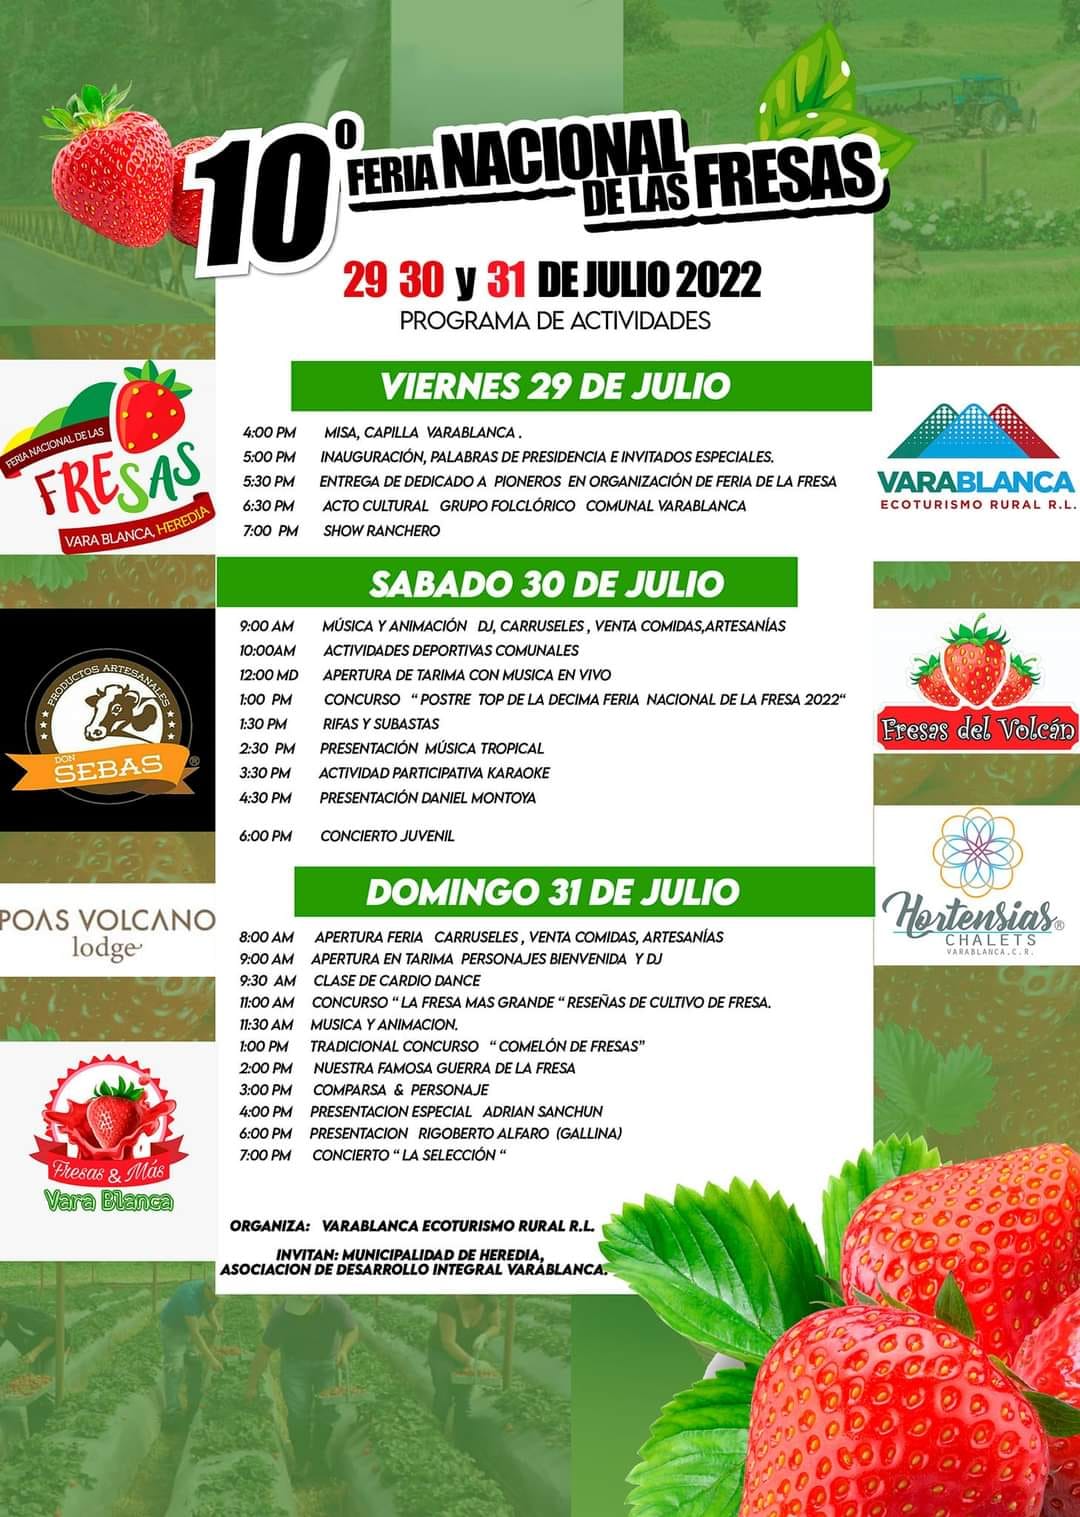 10° FERIA NACIONAL DE LAS FRESAS
29 30 y 31 DE JULIO 2022
PROGRAMA DE ACTIVIDADES
VIERNES 29 DE JULIO
4:00 PM MISA, CAPILLA VARABLANCA .
5:00 PM INAUGURACIÓN, PALABRAS DE PRESIDENCIA E INVITADOS ESPECIALES.
5:30 PM ENTREGA DE DEDICADO A PIONEROS EN ORGANIZACIÓN DE FERIA DE LA FRESA
6:30 PM ACTO CULTURAL GRUPO FOLCLÓRICO COMUNAL VARABLANCA
7:00 PM SHOW RANCHERO
SABADO 30 DE JULIO
9:00 AM MÚSICA Y ANIMACIÓN DJ, CARRUSELES , VENTA COMIDAS,ARTESANÍAS
10:00AM ACTIVIDADES DEPORTIVAS COMUNALES
12:00 MD APERTURA DE TARIMA CON MUSICA EN VIVO
1:00 PM CONCURSO “ POSTRE TOP DE LA DECIMA FERIA NACIONAL DE LA FRESA 2022“
1:30 PM RIFAS Y SUBASTAS
2:30 PM PRESENTACIÓN MÚSICA TROPICAL
3:30 PM ACTIVIDAD PARTICIPATIVA KARAOKE
4:30 PM PRESENTACIÓN DANIEL MONTOYA
6:00 PM CONCIERTO JUVENIL
DOMINGO 31 DE JULIO
8:00 AM APERTURA FERIA CARRUSELES , VENTA COMIDAS, ARTESANÍAS
9:00 AM APERTURA EN TARIMA PERSONAJES BIENVENIDA Y DJ
9:30 AM CLASE DE CARDIO DANCE
11:00 AM CONCURSO “ LA FRESA MAS GRANDE “ RESEÑAS DE CULTIVO DE FRESA.
11:30 AM MUSICA Y ANIMACION.
1:00 PM TRADICIONAL CONCURSO “ COMELÓN DE FRESAS”
2:00 PM NUESTRA FAMOSA GUERRA DE LA FRESA
3:00 PM COMPARSA & PERSONAJE
4:00 PM PRESENTACION ESPECIAL ADRIAN SANCHUN
6:00 PM PRESENTACION RIGOBERTO ALFARO (GALLINA)
7:00 PM CONCIERTO “ LA SELECCIÓN “
ORGANIZA: VARABLANCA ECOTURISMO RURAL R.L.
INVITAN: MUNICIPALIDAD DE HEREDIA,
ASOCIACION DE DESARROLLO INTEGRAL VARABLANCA.
FERIA NACIONAL DE LAS
FRESAS
VARA BLANCA, HEREDIA
PRODUCTOS ARTESANALES
DON
SEBAS ®
POAS VOLCANO
lodge
Fresas & Más
Vara Blanca
VARABLANCA
ECOTURISMO RURAL R.L.
Fresas del Volcán
Hortensias ®
CHALETS
VARABLANCA.C.R.